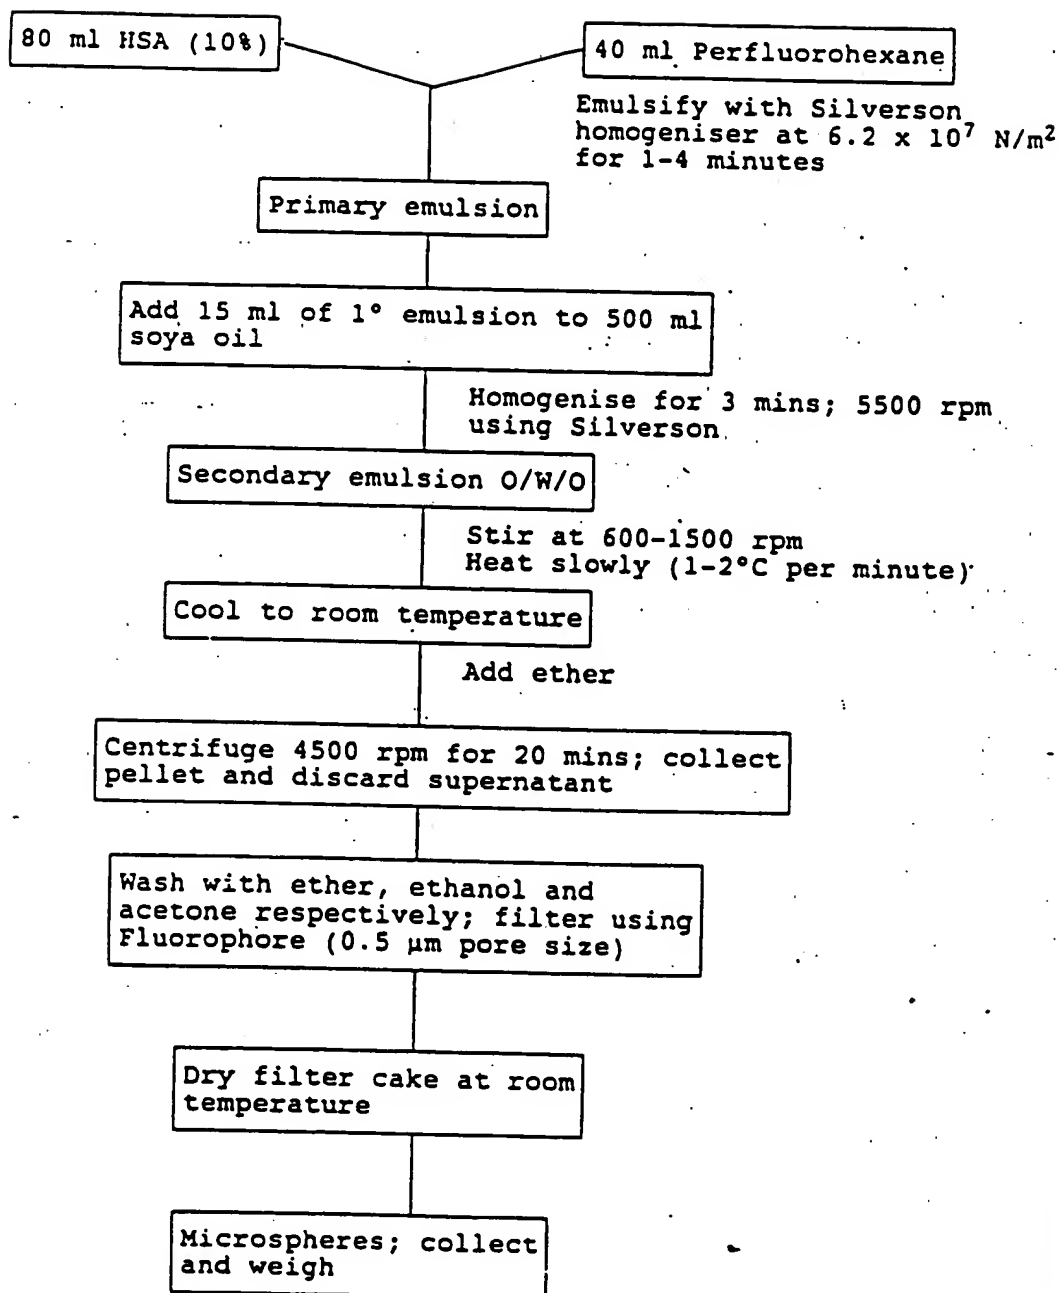 80 ml HSA (10%)
40 ml Perfluorohexane
Emulsify with Silverson
homogeniser at 6.2 x 10⁷ N/m²
for 1-4 minutes
Primary emulsion
Add 15 ml of 1° emulsion to 500 ml
soya oil
Homogenise for 3 mins; 5500 rpm
using Silverson
Secondary emulsion O/W/O
Stir at 600-1500 rpm
Heat slowly (1-2°C per minute)
Cool to room temperature
Add ether
Centrifuge 4500 rpm for 20 mins; collect
pellet and discard supernatant
Wash with ether, ethanol and
acetone respectively; filter using
Fluorophore (0.5 µm pore size)
Dry filter cake at room
temperature
Microspheres; collect
and weigh